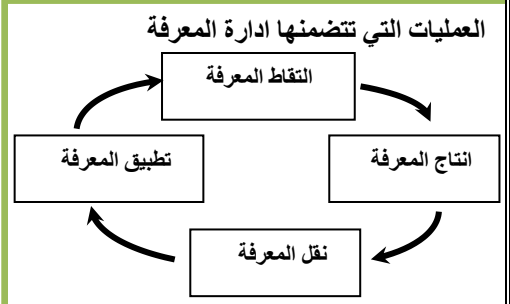 العمليات التي تتضمنها ادارة المعرفة
التقاط المعرفة
انتاج المعرفة
تطبيق المعرفة
نقل المعرفة